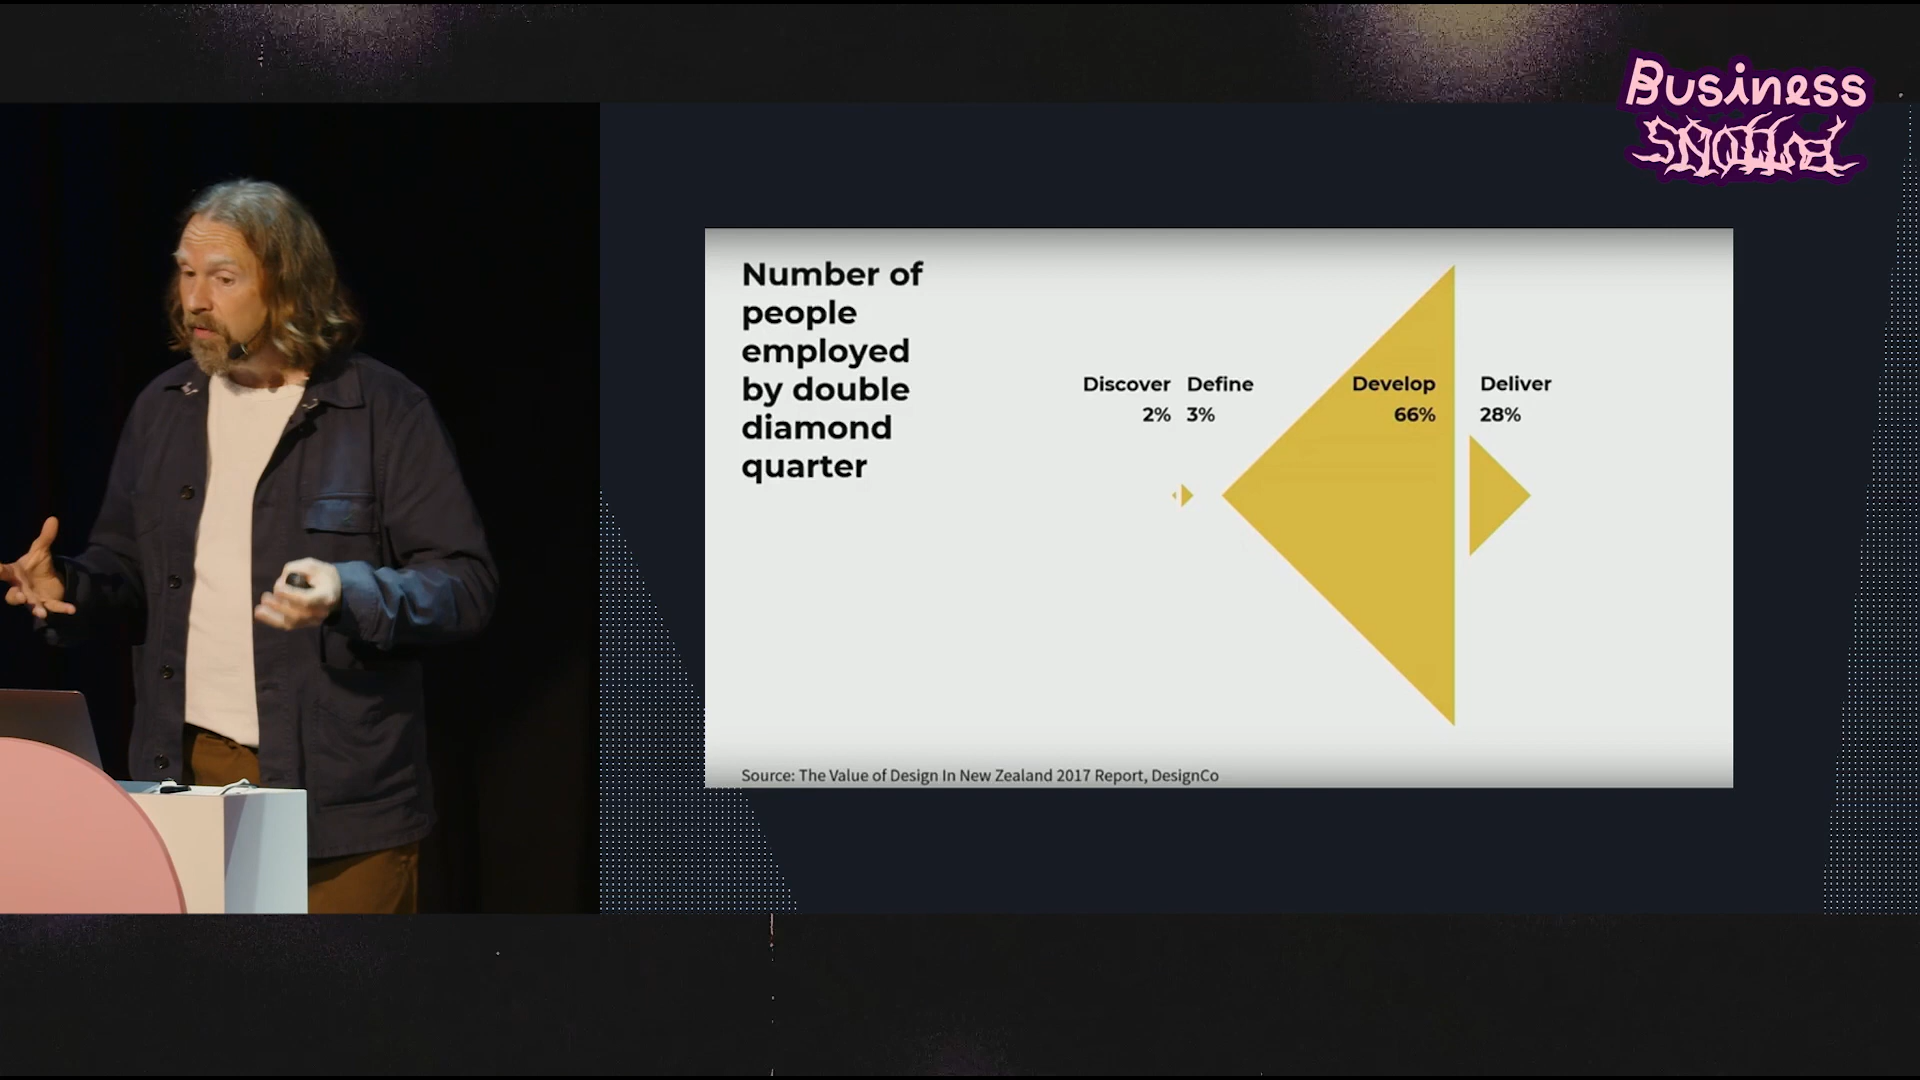 Business
Number of
people
employed
by double
diamond
quarter
Discover
2%
Define
3%
Develop
66%
Deliver
28%
Source: The Value of Design In New Zealand 2017 Report, DesignCo